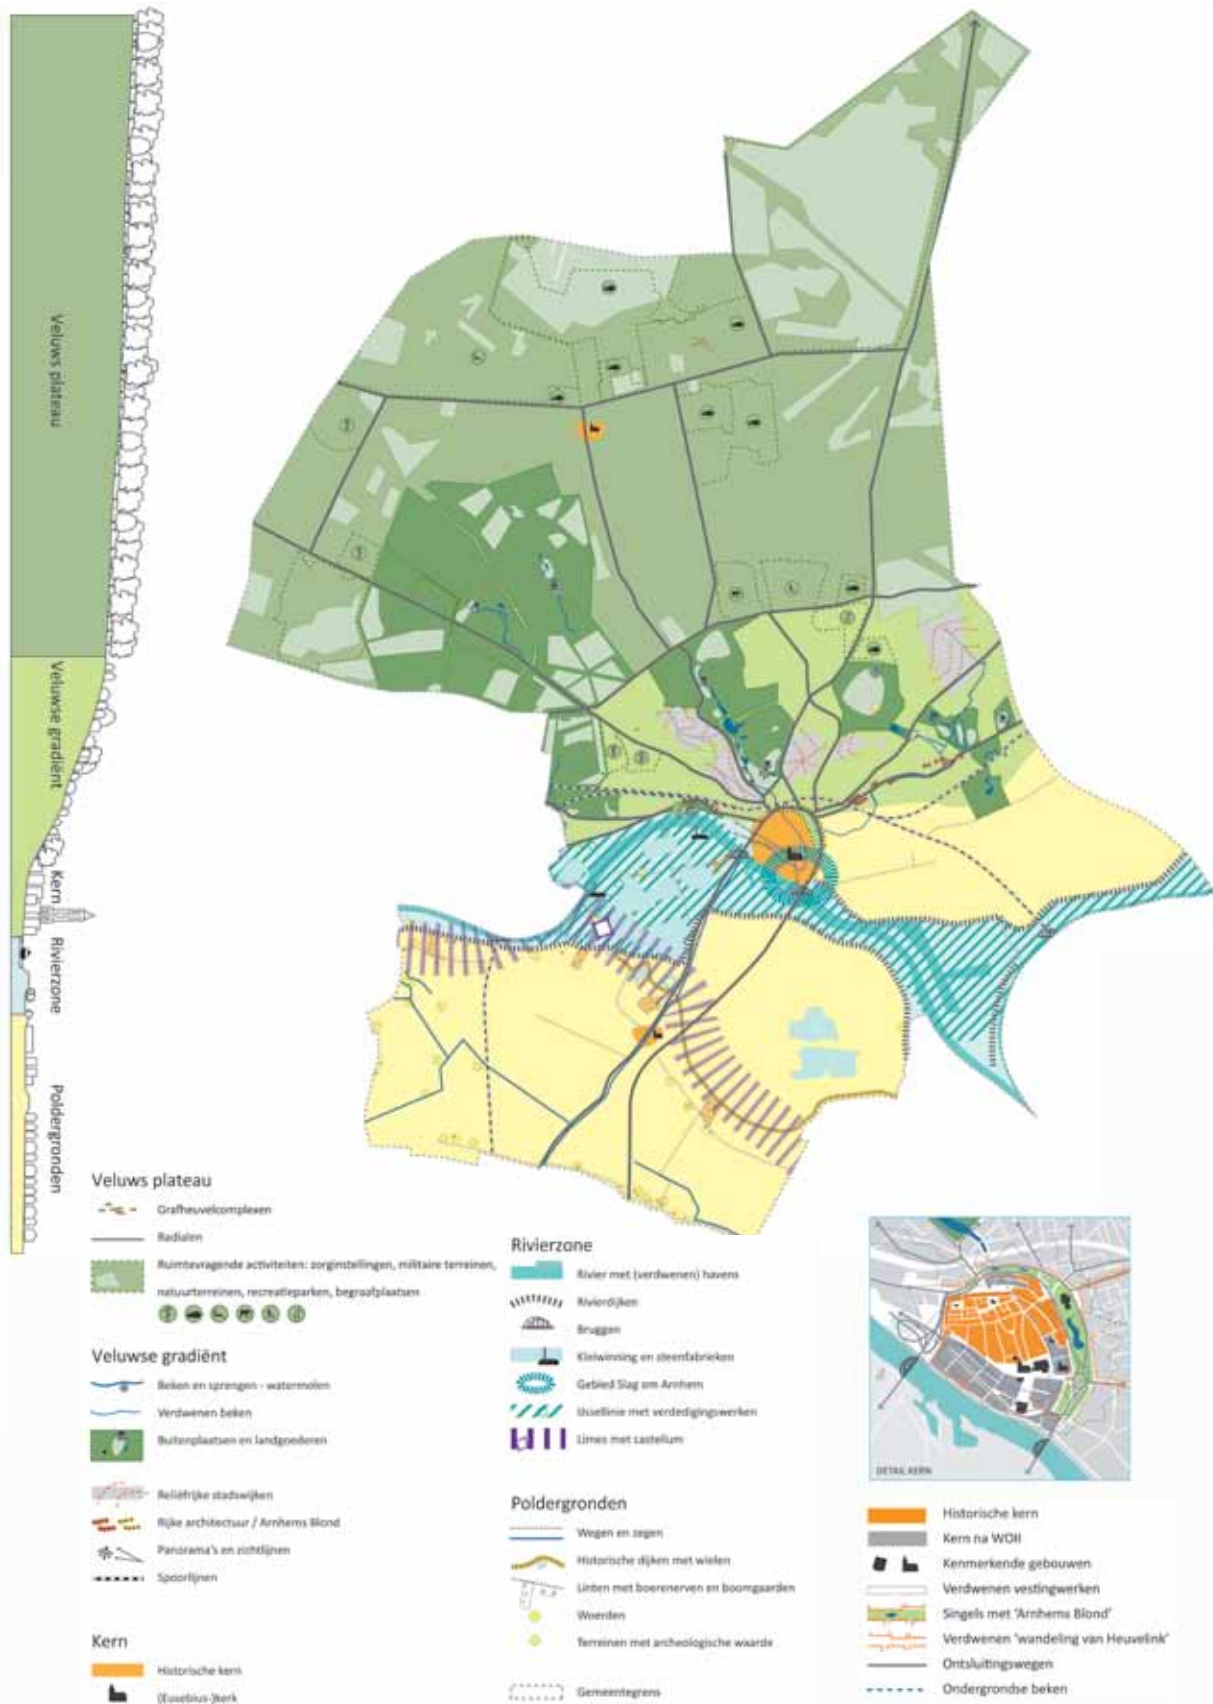 Veluws plateau
Veluwse gradiënt
Kern
Rivierzone
Poldergronden
Veluws plateau
Grafheuvelcomplexen
Radialen
Ruimtevragende activiteiten: zorginstellingen, militaire terreinen,
natuurterreinen, recreatieparken, begraafplaatsen
Veluwse gradiënt
Beken en sprengen - watermolen
Verdwenen beken
Buitenplaatsen en landgoederen
Reliëfrijke stadswijken
Rijke architectuur / Arnhems Blond
Panorama's en zichtlijnen
Spoorlijnen
Kern
Historische kern
(Eusebius-)kerk
Rivierzone
Rivier met (verdwenen) havens
Rivierdijken
Bruggen
Kleiwinning en steenfabrieken
Gebied Slag om Arnhem
IJssellinie met verdedigingswerken
Limes met castellum
Poldergronden
Wegen en zegen
Historische dijken met wielen
Linten met boerenerven en boomgaarden
Woerden
Terreinen met archeologische waarde
Gemeentegrens
DETAIL KERN
Historische kern
Kern na WOII
Kenmerkende gebouwen
Verdwenen vestingwerken
Singels met 'Arnhems Blond'
Verdwenen 'wandeling van Heuvelink'
Ontsluitingswegen
Ondergrondse beken